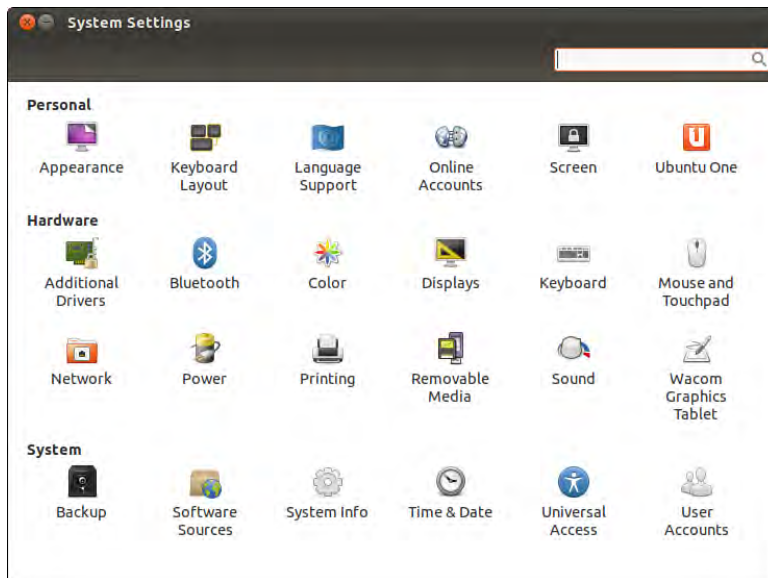 System Settings
Personal
Appearance
Keyboard
Layout
Language
Support
Online
Accounts
Screen
Ubuntu One
Hardware
Additional
Drivers
Bluetooth
Color
Displays
Keyboard
Mouse and
Touchpad
Network
Power
Printing
Removable
Media
Sound
Wacom
Graphics
Tablet
System
Backup
Software
Sources
System Info
Time & Date
Universal
Access
User
Accounts